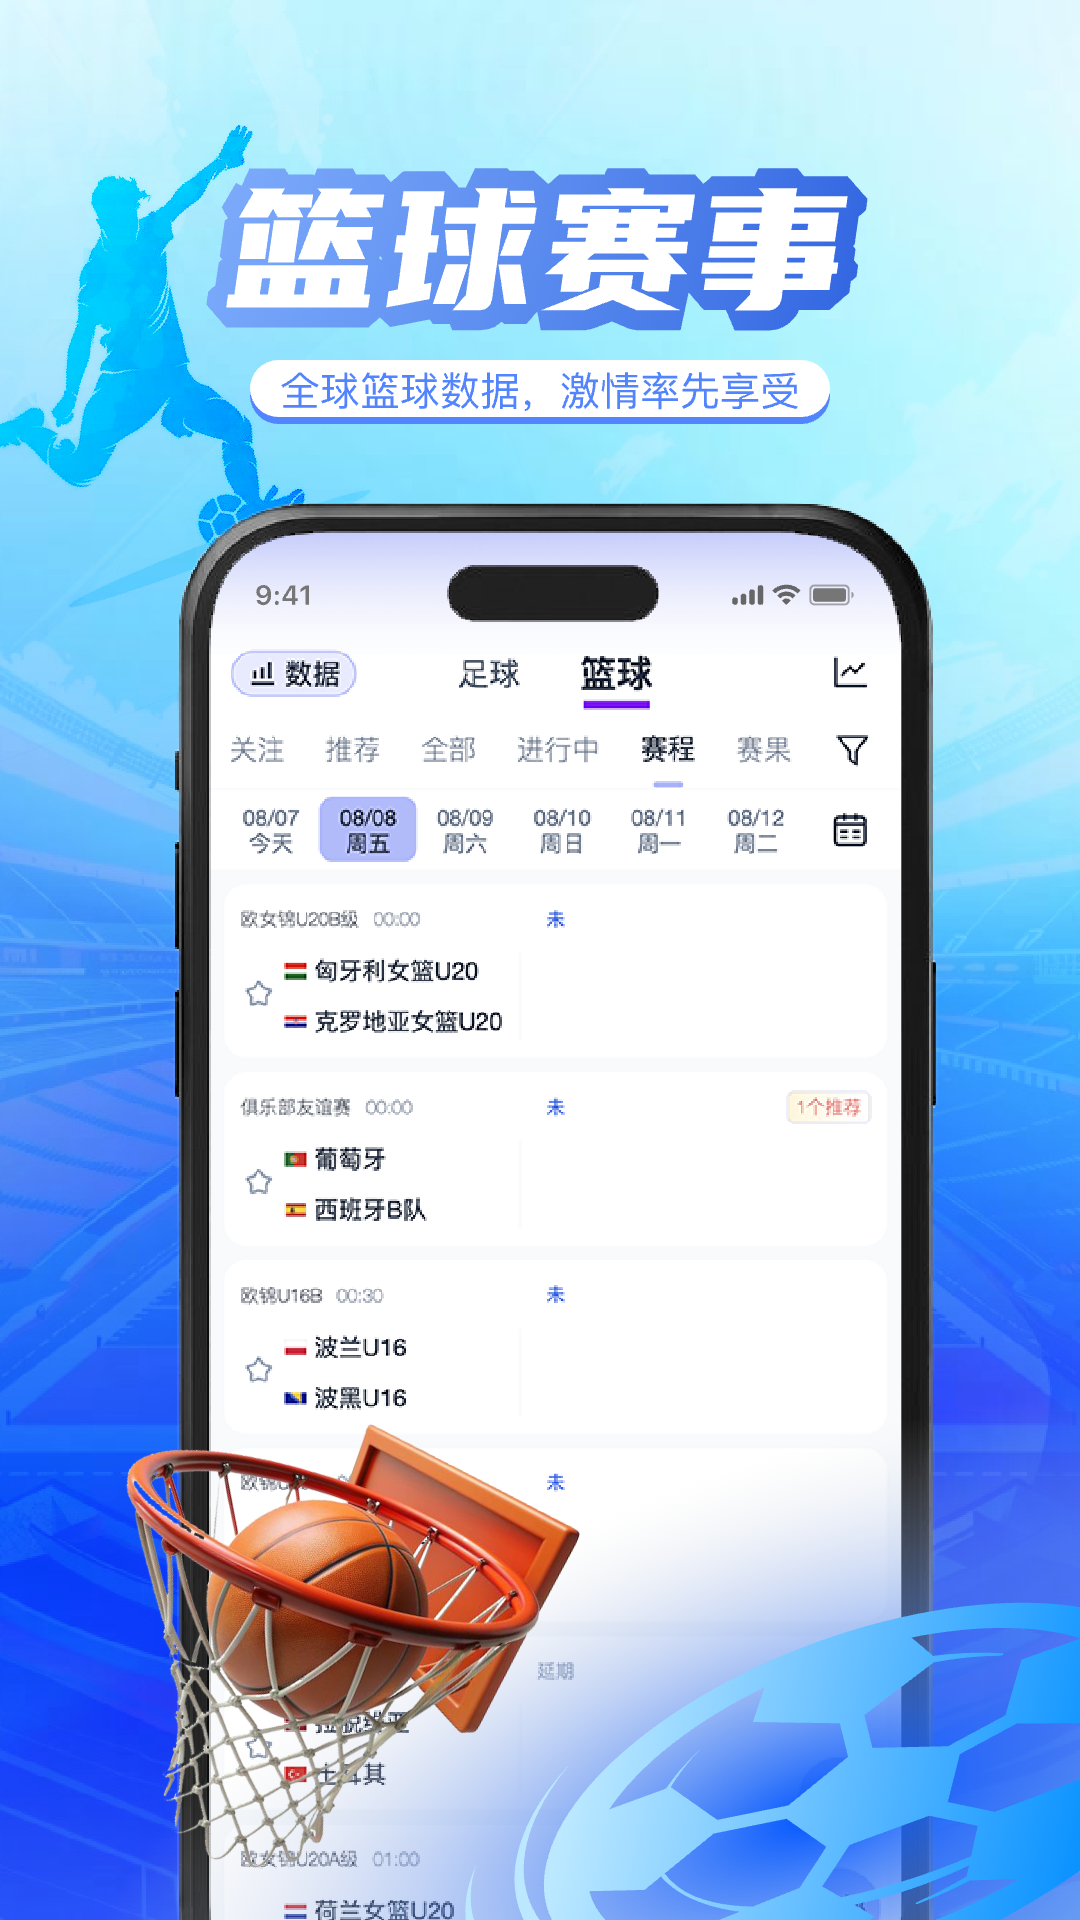 篮球赛事
全球篮球数据，激情率先享受
9:41
数据 足球 篮球
关注 推荐 全部 进行中 赛程 赛果
08/07 08/08 08/09 08/10 08/11 08/12
今天 周五 周六 周日 周一 周二
欧女锦U20B级 00:00 未
匈牙利女篮U20
克罗地亚女篮U20
俱乐部友谊赛 00:00 未 1个推荐
葡萄牙
西班牙B队
欧锦U16B 00:30 未
波兰U16
波黑U16
欧锦 未
延期
拉脱维亚
土耳其
欧女锦U20A级 01:00
荷兰女篮U20